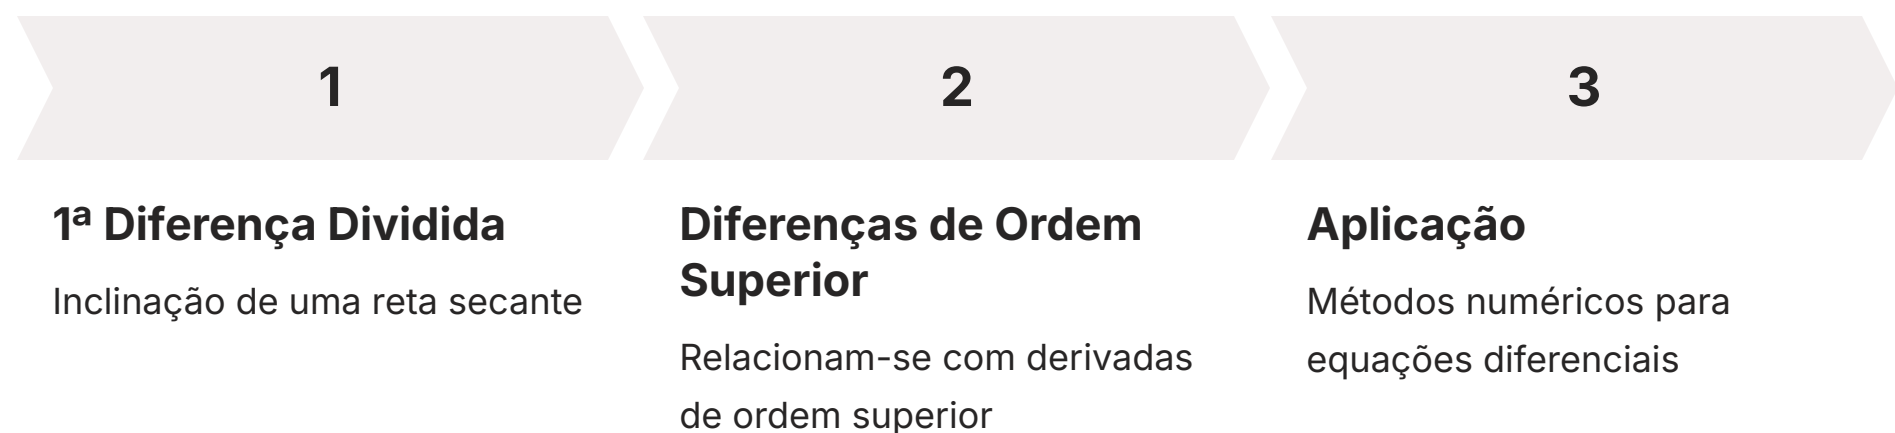 1
2
3
1ª Diferença Dividida
Inclinação de uma reta secante
Diferenças de Ordem
Superior
Relacionam-se com derivadas
de ordem superior
Aplicação
Métodos numéricos para
equações diferenciais